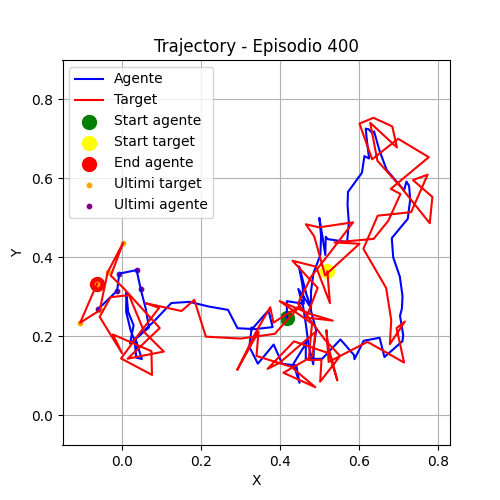 Trajectory - Episodio 400
Agente
Target
Start agente
Start target
End agente
Ultimi target
Ultimi agente
0.8
0.6
0.4
0.2
0.0
Y
0.0 0.2 0.4 0.6 0.8
X